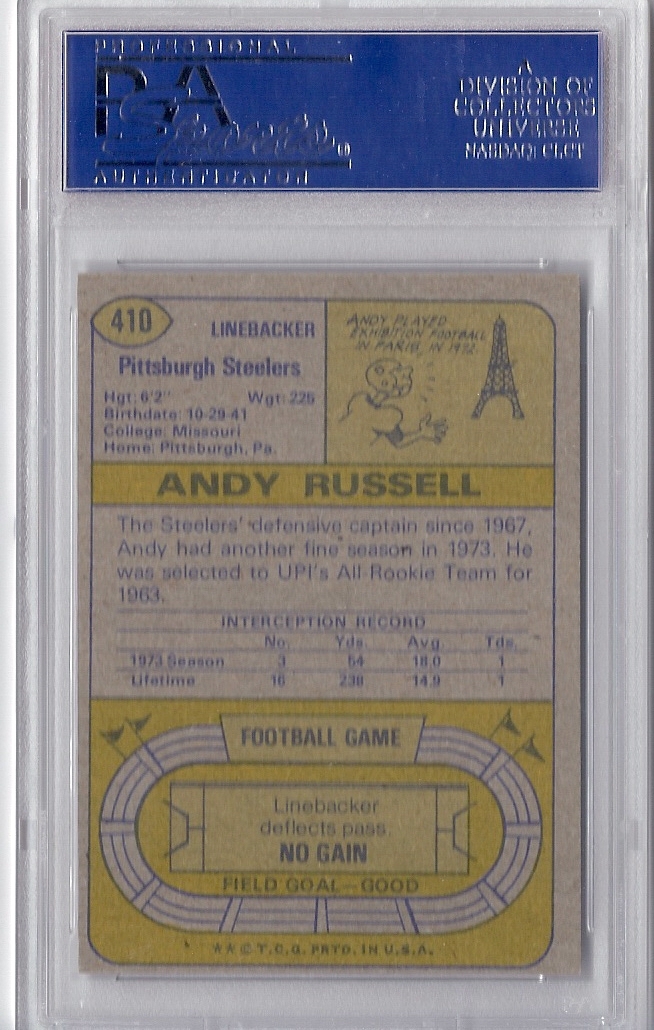 PROFESSIONAL
PSA
Sports
AUTHENTICATOR
A
DIVISION OF
COLLECTORS
UNIVERSE
NASDAQ: CLCT
410
LINEBACKER
Pittsburgh Steelers
Hgt: 6'2" Wgt: 225
Birthdate: 10-29-41
College: Missouri
Home: Pittsburgh, Pa.
ANDY PLAYED
EXHIBITION FOOTBALL
IN PARIS, IN 1972.
ANDY RUSSELL
The Steelers' defensive captain since 1967,
Andy had another fine season in 1973. He
was selected to UPI's All-Rookie Team for
1963.
INTERCEPTION RECORD
No. Yds. Avg. Tds.
1973 Season 3 54 18.0 1
Lifetime 16 238 14.9 1
FOOTBALL GAME
Linebacker
deflects pass.
NO GAIN
FIELD GOAL—GOOD
★★ © T.C.G. PRTD. IN U.S.A.